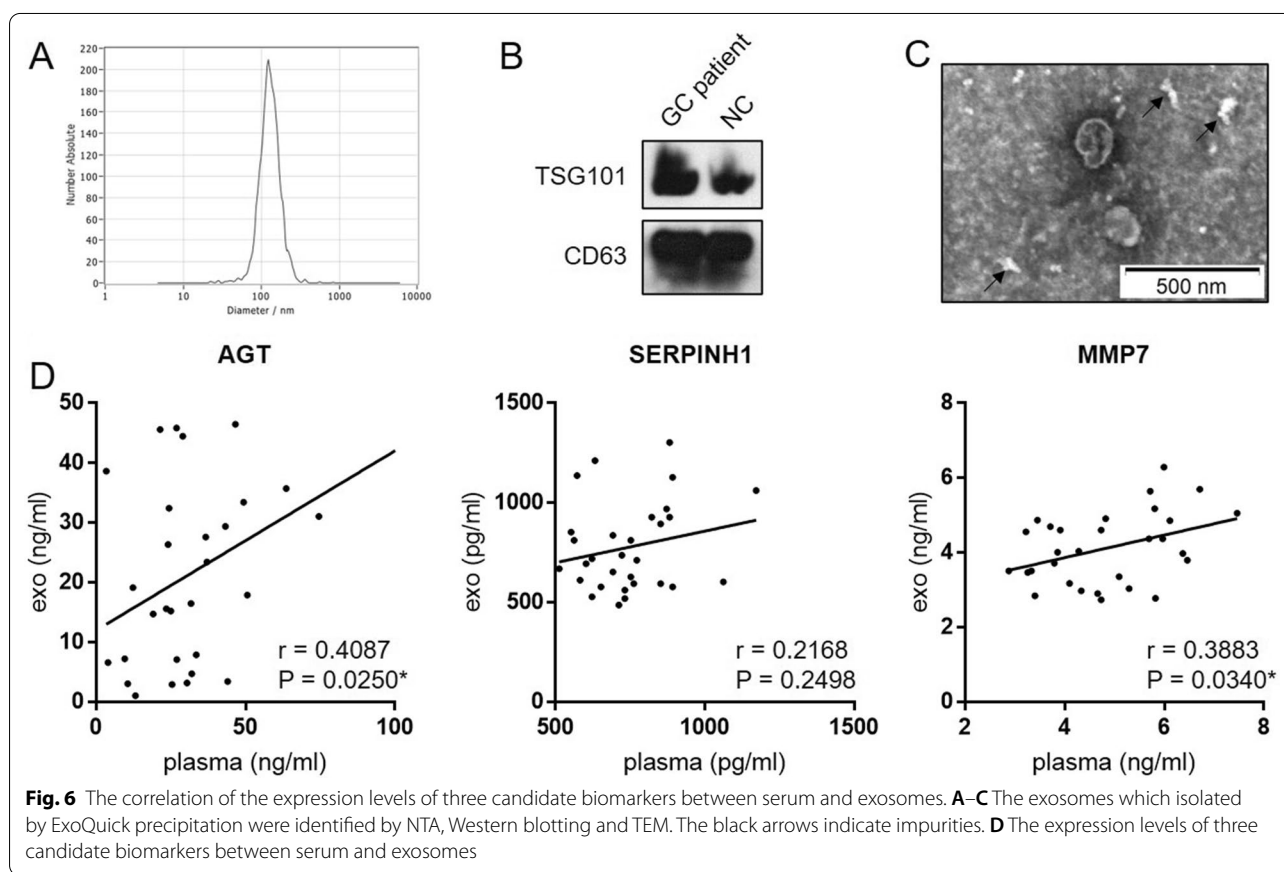 A
220
200
180
160
140
120
100
80
60
40
20
0
Number Absolute
1 10 100 1000 10000
Diameter / nm
B
GC patient
NC
TSG101
CD63
C
500 nm
D
AGT
50
40
30
20
10
0
exo (ng/ml)
r = 0.4087
P = 0.0250*
0 50 100
plasma (ng/ml)
SERPINH1
1500
1000
500
0
exo (pg/ml)
r = 0.2168
P = 0.2498
500 1000 1500
plasma (pg/ml)
MMP7
8
6
4
2
0
exo (ng/ml)
r = 0.3883
P = 0.0340*
2 4 6 8
plasma (ng/ml)
Fig. 6 The correlation of the expression levels of three candidate biomarkers between serum and exosomes. A–C The exosomes which isolated
by ExoQuick precipitation were identified by NTA, Western blotting and TEM. The black arrows indicate impurities. D The expression levels of three
candidate biomarkers between serum and exosomes